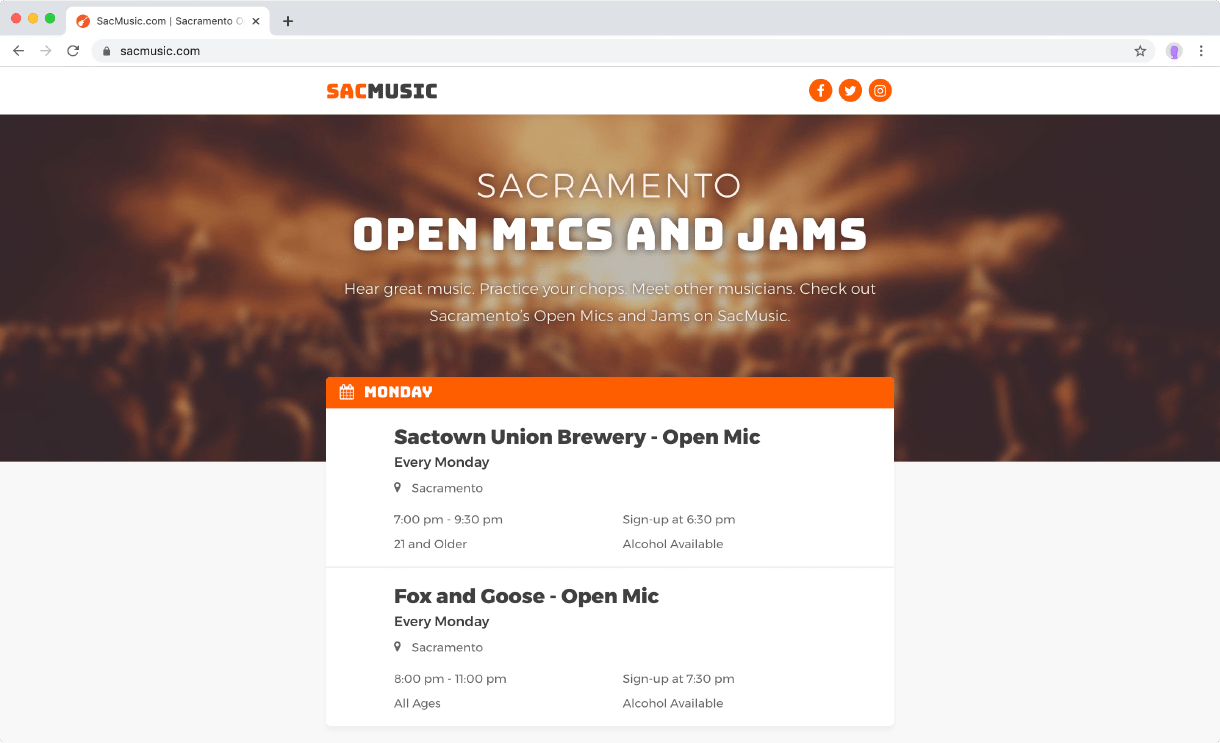 SacMusic.com | Sacramento O
sacmusic.com
SACMUSIC
SACRAMENTO
OPEN MICS AND JAMS
Hear great music. Practice your chops. Meet other musicians. Check out
Sacramento's Open Mics and Jams on SacMusic.
MONDAY
Sactown Union Brewery - Open Mic
Every Monday
Sacramento
7:00 pm - 9:30 pm Sign-up at 6:30 pm
21 and Older Alcohol Available
Fox and Goose - Open Mic
Every Monday
Sacramento
8:00 pm - 11:00 pm Sign-up at 7:30 pm
All Ages Alcohol Available